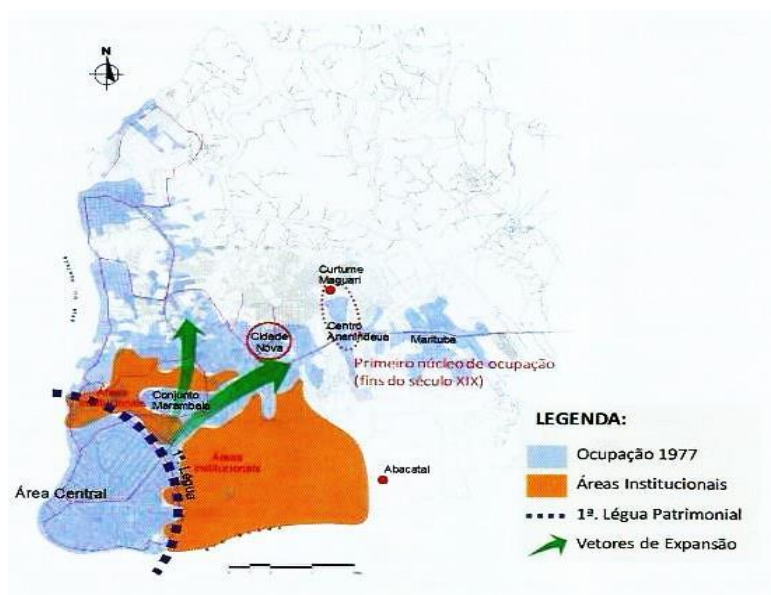 N
Curtume
Maguari
Cidade
Nova
Centro
Ananindeua
Marituba
Primeiro núcleo de ocupação
(fins do século XIX)
Áreas
Conjunto
Marambaia
Áreas
institucionais
1ª. Légua
Área Central
Abacatal
LEGENDA:
Ocupação 1977
Áreas Institucionais
1ª. Légua Patrimonial
Vetores de Expansão